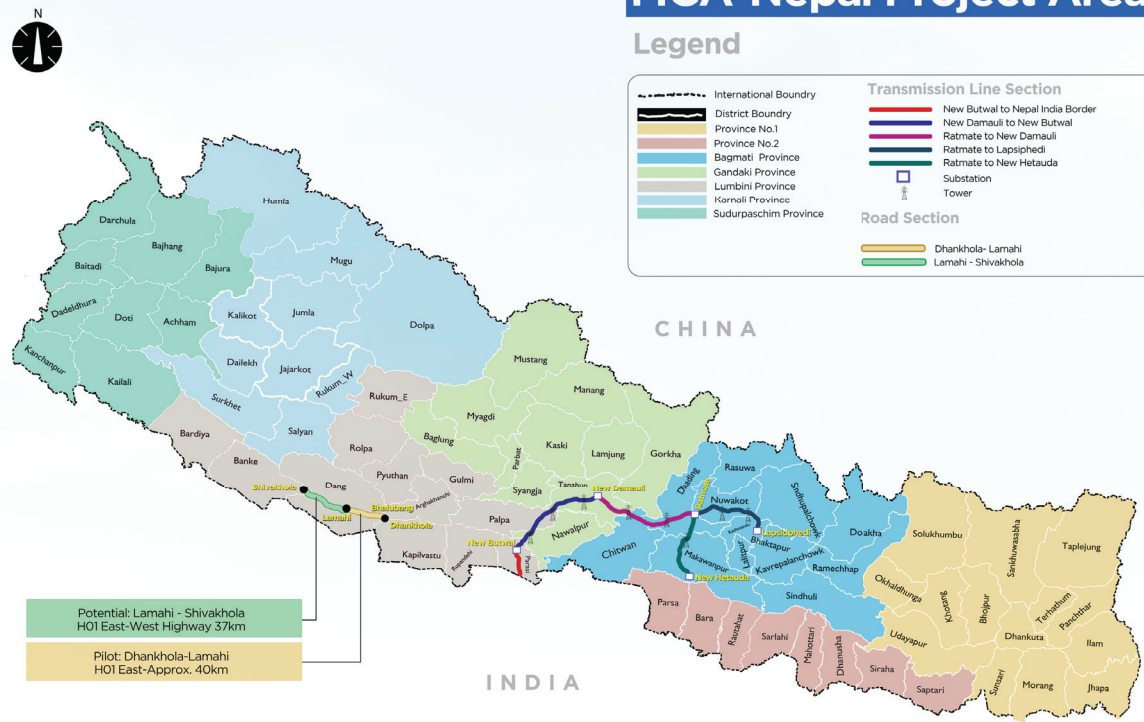 MCA-Nepal Project Area
N
Legend
International Boundry
District Boundry
Province No.1
Province No.2
Bagmati Province
Gandaki Province
Lumbini Province
Karnali Province
Sudurpaschim Province
Transmission Line Section
New Butwal to Nepal India Border
New Damauli to New Butwal
Ratmate to New Damauli
Ratmate to Lapsiphedi
Ratmate to New Hetauda
Substation
Tower
Road Section
Dhankhola- Lamahi
Lamahi - Shivakhola
CHINA
Humla
Darchula
Bajhang
Mugu
Baitadi
Bajura
Dadeldhura
Doti
Achham
Kalikot
Jumla
Dolpa
Kanchanpur
Kailali
Dailekh
Jajarkot
Rukum_W
Surkhet
Salyan
Rukum_E
Mustang
Manang
Myagdi
Baglung
Parbat
Kaski
Lamjung
Gorkha
Syangja
Tanahun
Nawalpur
Bardiya
Banke
Rolpa
Pyuthan
Gulmi
Dang
Arghakhanchi
Palpa
Kapilvastu
Rupandehi
Parasi
Shivakhola
Lamahi
Bhalubang
Dhankhola
New Butwal
New Damauli
Ratmate
Lapsiphedi
New Hetauda
Dhading
Rasuwa
Nuwakot
Sindhupalchowk
Doakha
Chitwan
Makawanpur
Lalitpur
Bhaktapur
Kavrepalanchowk
Ramechhap
Sindhuli
Parsa
Bara
Rautahat
Sarlahi
Mahottari
Dhanusha
Siraha
Saptari
Solukhumbu
Sankhuwasabha
Taplejung
Okhaldhunga
Khotang
Bhojpur
Terhathum
Panchthar
Udayapur
Dhankuta
Ilam
Sunsari
Morang
Jhapa
Potential: Lamahi - Shivakhola
H01 East-West Highway 37km
Pilot: Dhankhola-Lamahi
H01 East-Approx. 40km
INDIA